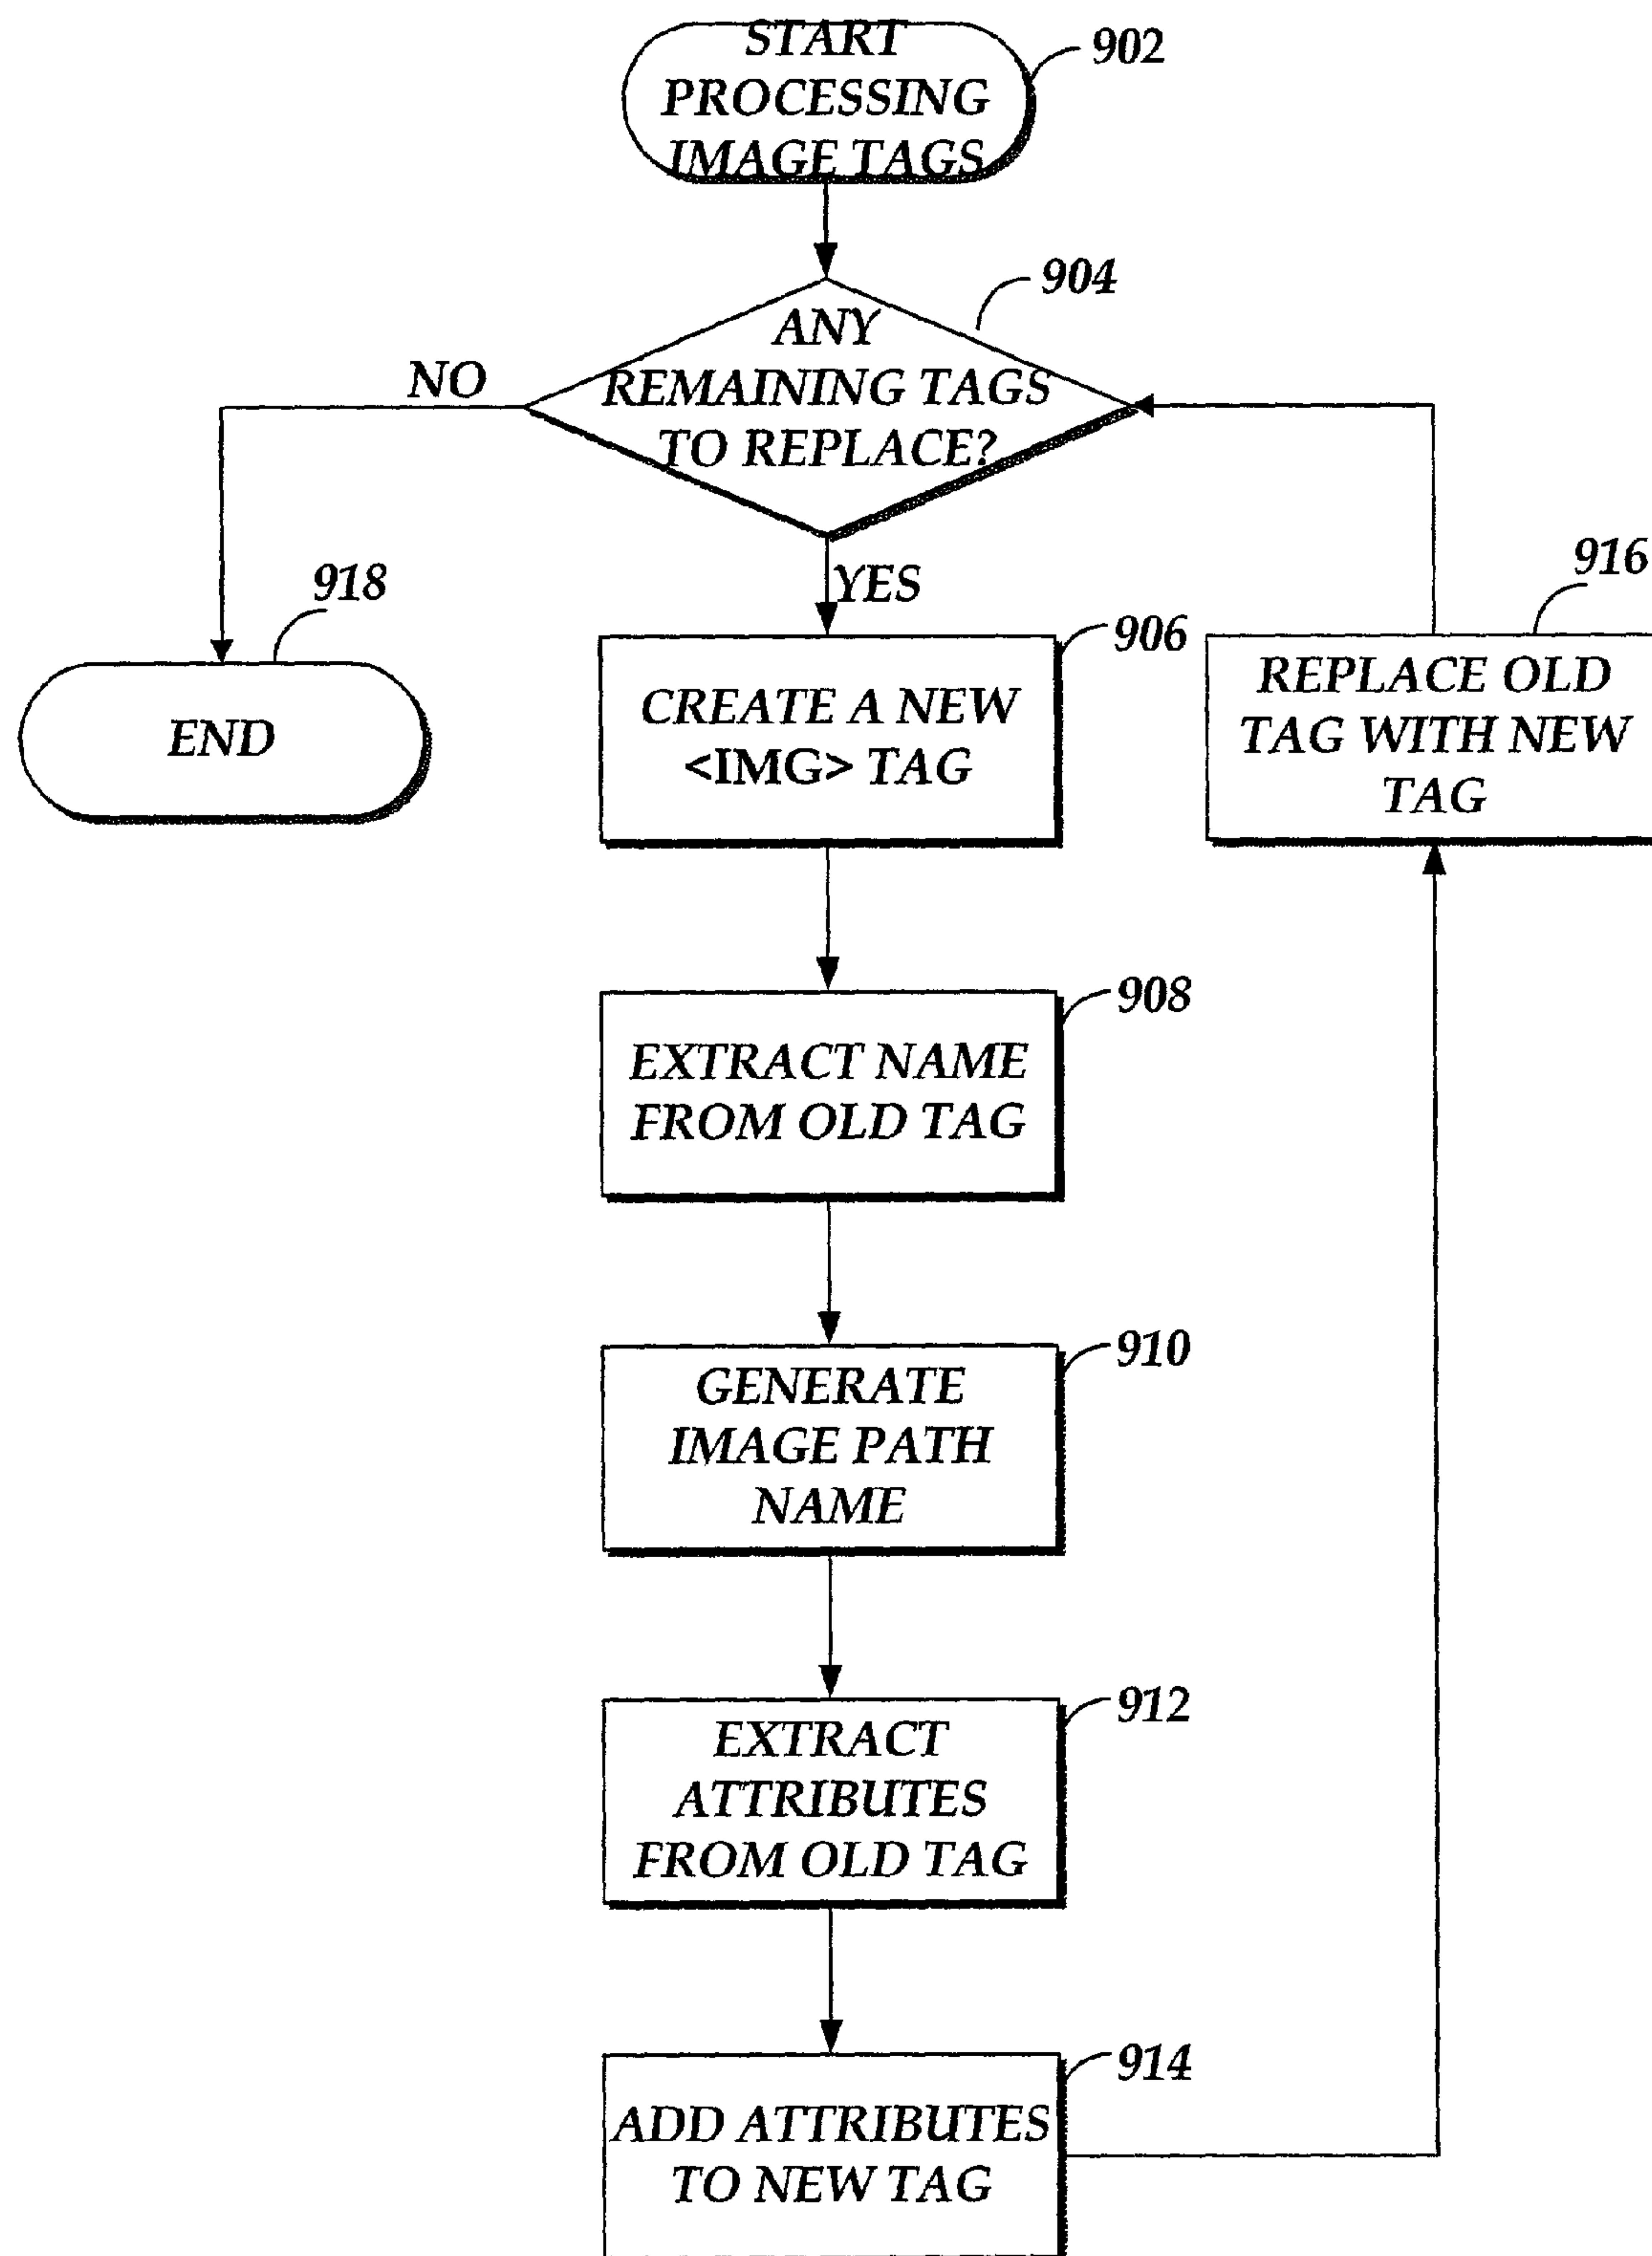 START
PROCESSING
IMAGE TAGS
902
904
ANY
REMAINING TAGS
TO REPLACE?
NO
YES
918
END
906
CREATE A NEW
<IMG> TAG
916
REPLACE OLD
TAG WITH NEW
TAG
908
EXTRACT NAME
FROM OLD TAG
910
GENERATE
IMAGE PATH
NAME
912
EXTRACT
ATTRIBUTES
FROM OLD TAG
914
ADD ATTRIBUTES
TO NEW TAG